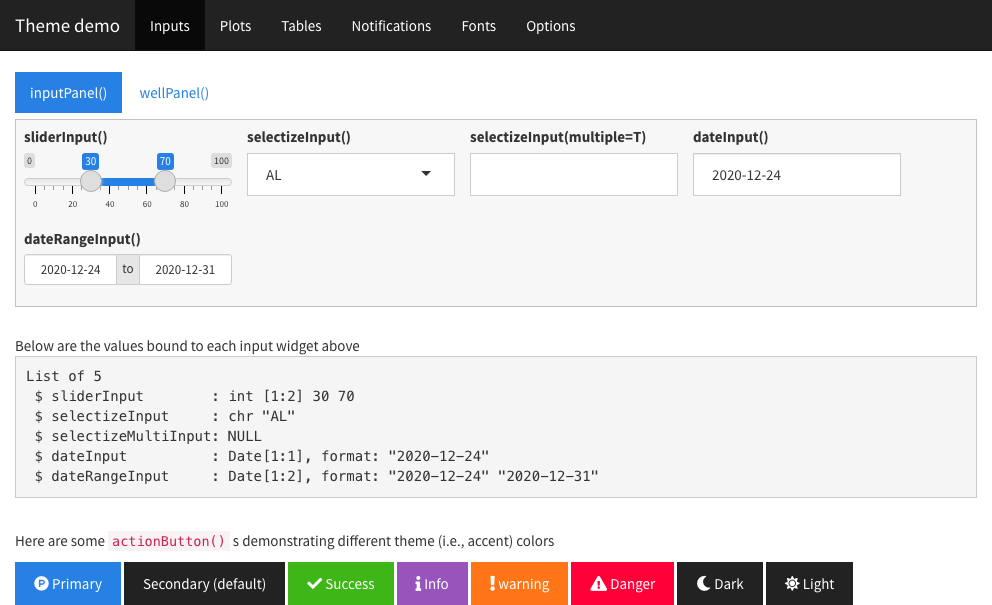 Theme demo Inputs Plots Tables Notifications Fonts Options
inputPanel() wellPanel()
sliderInput() selectizeInput() selectizeInput(multiple=T) dateInput()
0 30 70 100
AL 2020-12-24
0 20 40 60 80 100
dateRangeInput()
2020-12-24 to 2020-12-31
Below are the values bound to each input widget above
List of 5
$ sliderInput : int [1:2] 30 70
$ selectizeInput : chr "AL"
$ selectizeMultiInput: NULL
$ dateInput : Date[1:1], format: "2020-12-24"
$ dateRangeInput : Date[1:2], format: "2020-12-24" "2020-12-31"
Here are some actionButton() s demonstrating different theme (i.e., accent) colors
Primary Secondary (default) Success Info warning Danger Dark Light